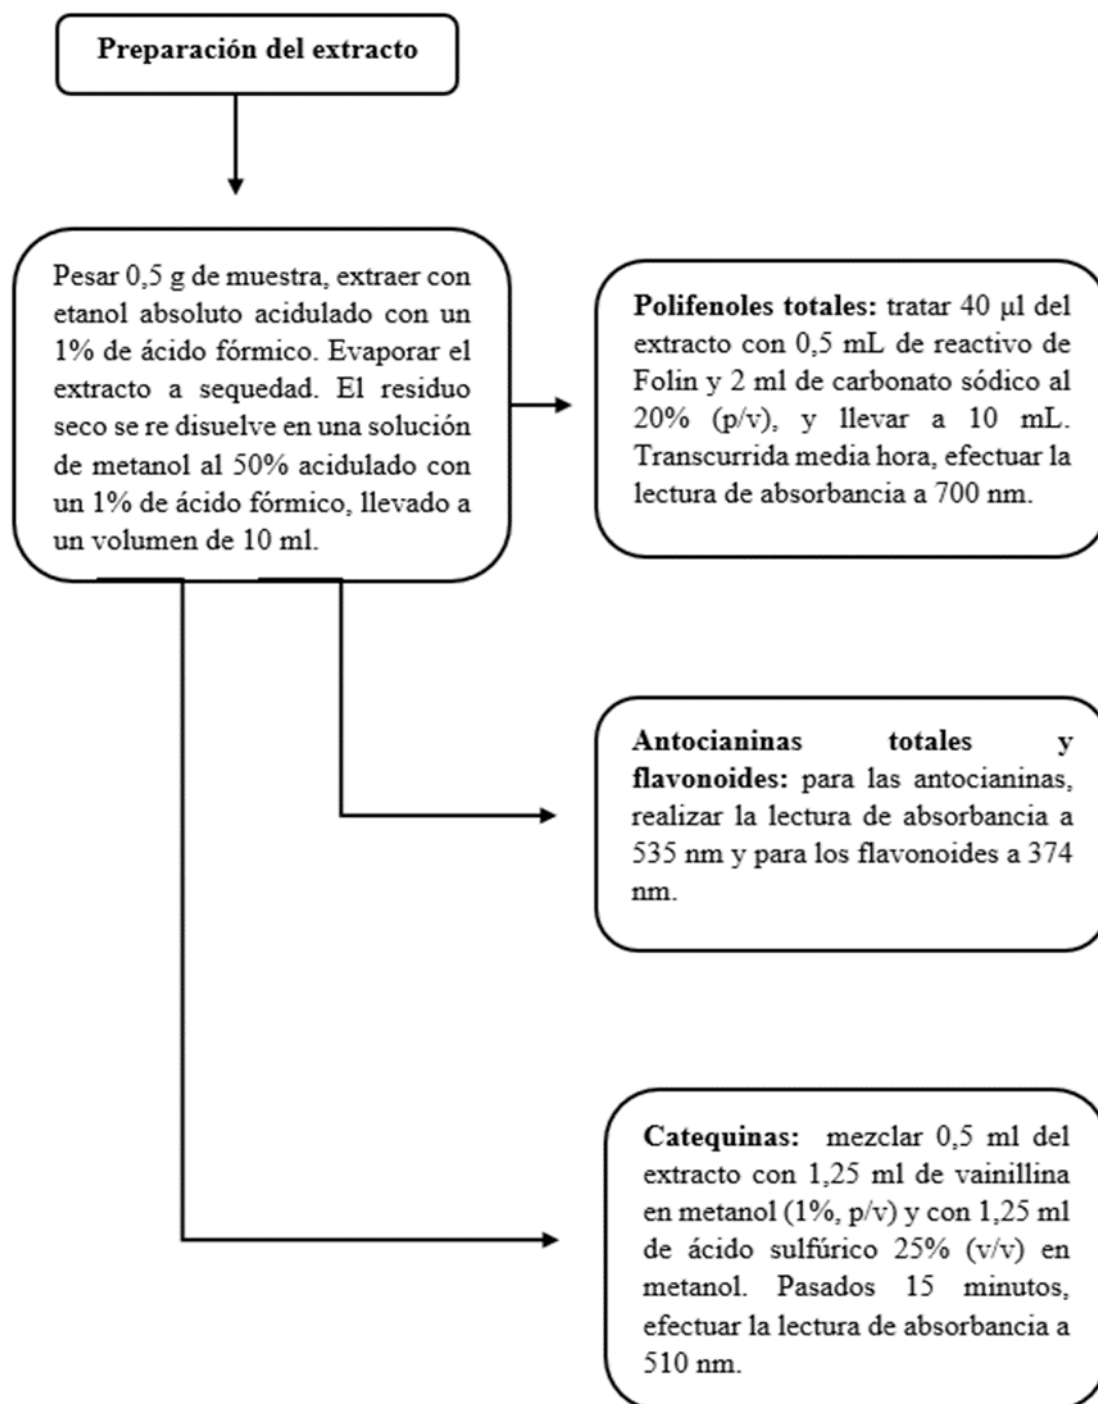 Preparación del extracto
Pesar 0,5 g de muestra, extraer con
etanol absoluto acidulado con un
1% de ácido fórmico. Evaporar el
extracto a sequedad. El residuo
seco se re disuelve en una solución
de metanol al 50% acidulado con
un 1% de ácido fórmico, llevado a
un volumen de 10 ml.
Polifenoles totales: tratar 40 µl del
extracto con 0,5 mL de reactivo de
Folin y 2 ml de carbonato sódico al
20% (p/v), y llevar a 10 mL.
Transcurrida media hora, efectuar la
lectura de absorbancia a 700 nm.
Antocianinas totales y
flavonoides: para las antocianinas,
realizar la lectura de absorbancia a
535 nm y para los flavonoides a 374
nm.
Catequinas: mezclar 0,5 ml del
extracto con 1,25 ml de vainillina
en metanol (1%, p/v) y con 1,25 ml
de ácido sulfúrico 25% (v/v) en
metanol. Pasados 15 minutos,
efectuar la lectura de absorbancia a
510 nm.